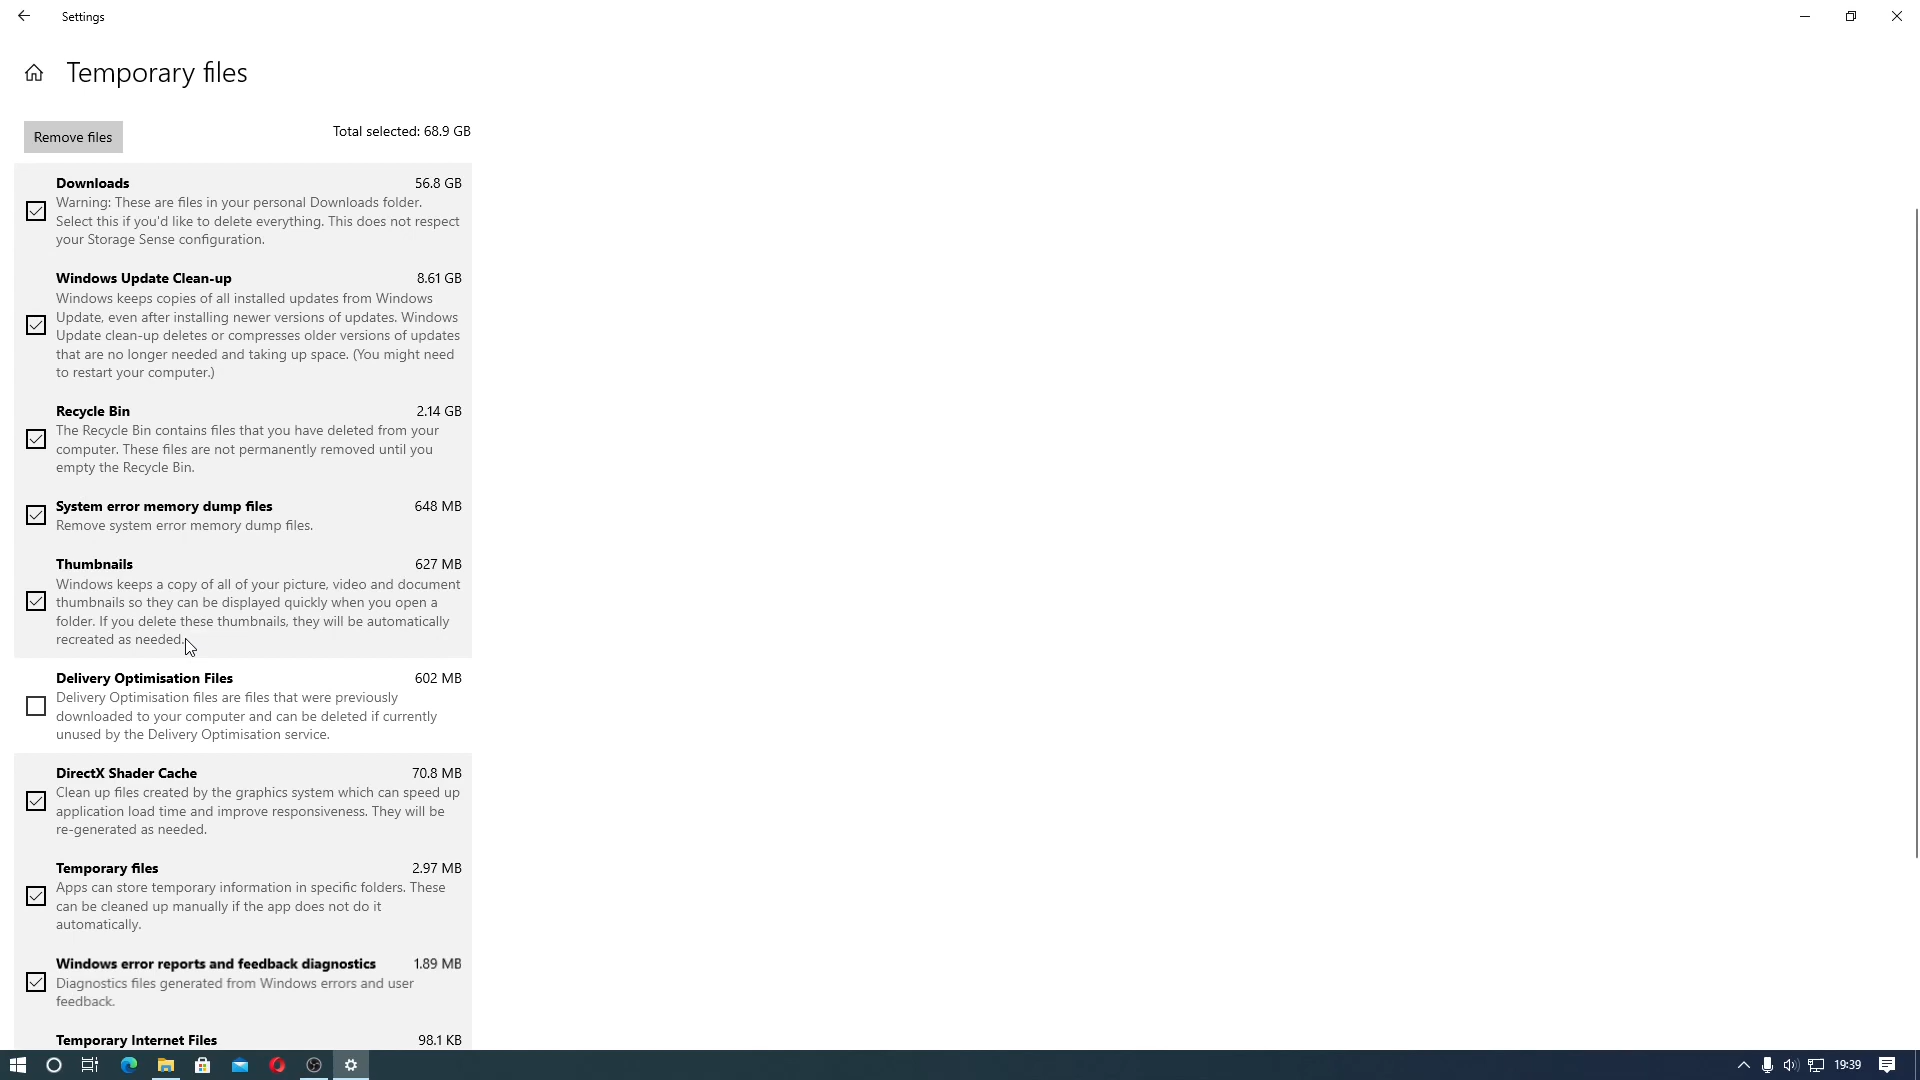 Settings
Temporary files
Remove files
Total selected: 68.9 GB
Downloads 56.8 GB
Warning: These are files in your personal Downloads folder.
Select this if you'd like to delete everything. This does not respect
your Storage Sense configuration.
Windows Update Clean-up 8.61 GB
Windows keeps copies of all installed updates from Windows
Update, even after installing newer versions of updates. Windows
Update clean-up deletes or compresses older versions of updates
that are no longer needed and taking up space. (You might need
to restart your computer.)
Recycle Bin 2.14 GB
The Recycle Bin contains files that you have deleted from your
computer. These files are not permanently removed until you
empty the Recycle Bin.
System error memory dump files 648 MB
Remove system error memory dump files.
Thumbnails 627 MB
Windows keeps a copy of all of your picture, video and document
thumbnails so they can be displayed quickly when you open a
folder. If you delete these thumbnails, they will be automatically
recreated as needed.
Delivery Optimisation Files 602 MB
Delivery Optimisation files are files that were previously
downloaded to your computer and can be deleted if currently
unused by the Delivery Optimisation service.
DirectX Shader Cache 70.8 MB
Clean up files created by the graphics system which can speed up
application load time and improve responsiveness. They will be
re-generated as needed.
Temporary files 2.97 MB
Apps can store temporary information in specific folders. These
can be cleaned up manually if the app does not do it
automatically.
Windows error reports and feedback diagnostics 1.89 MB
Diagnostics files generated from Windows errors and user
feedback.
Temporary Internet Files 98.1 KB
19:39